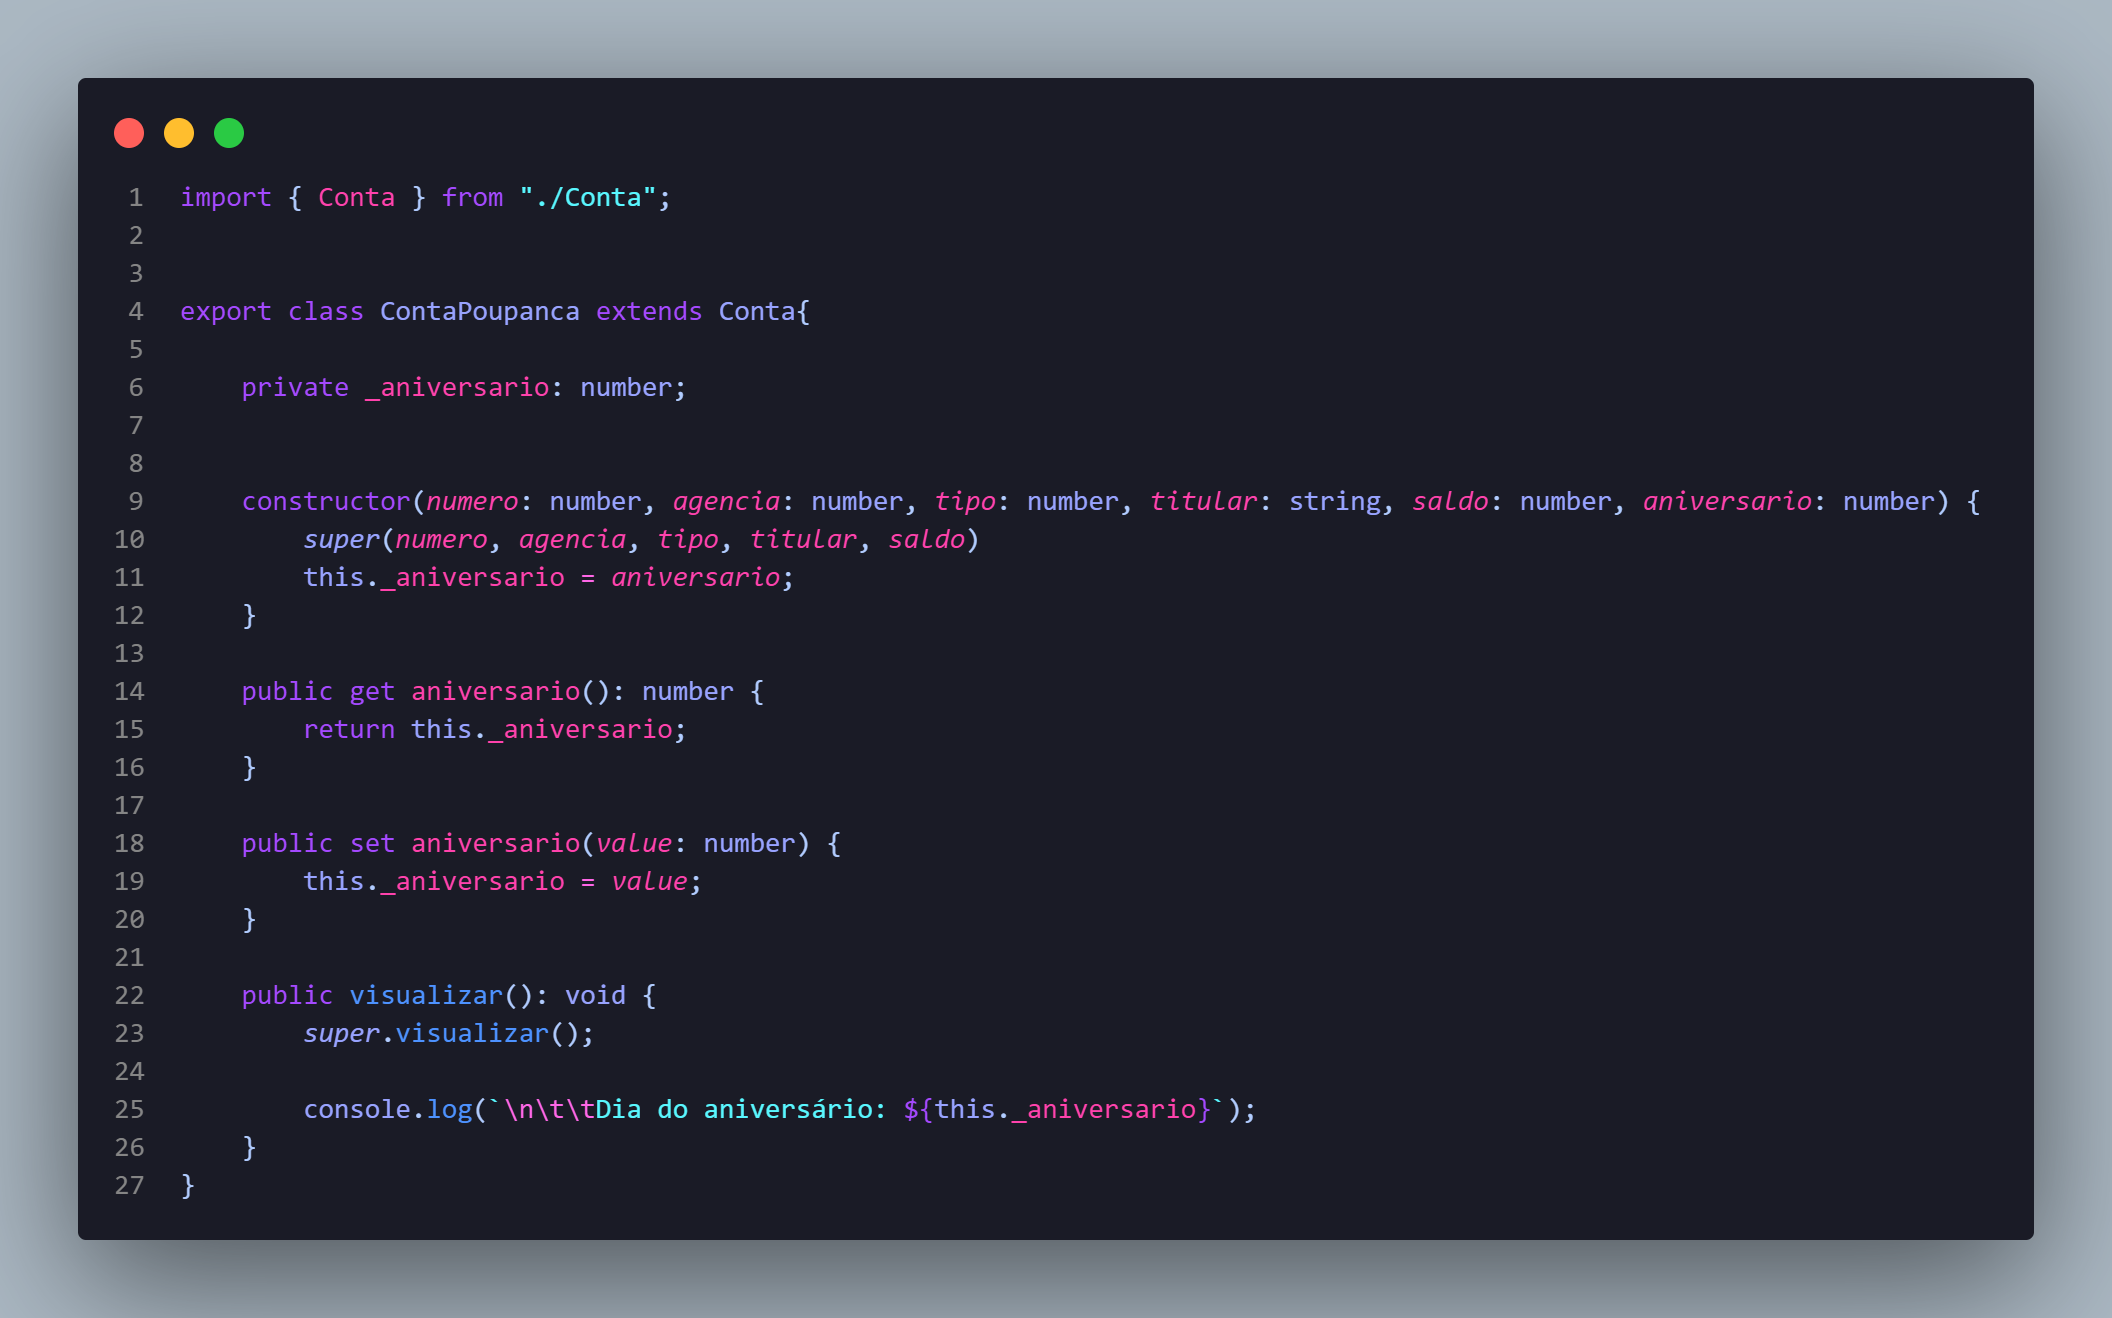 1 import { Conta } from "./Conta";
2
3
4 export class ContaPoupanca extends Conta{
5
6     private _aniversario: number;
7
8
9     constructor(numero: number, agencia: number, tipo: number, titular: string, saldo: number, aniversario: number) {
10         super(numero, agencia, tipo, titular, saldo)
11         this._aniversario = aniversario;
12     }
13
14     public get aniversario(): number {
15         return this._aniversario;
16     }
17
18     public set aniversario(value: number) {
19         this._aniversario = value;
20     }
21
22     public visualizar(): void {
23         super.visualizar();
24
25         console.log(`\n\t\tDia do aniversário: ${this._aniversario}`);
26     }
27 }